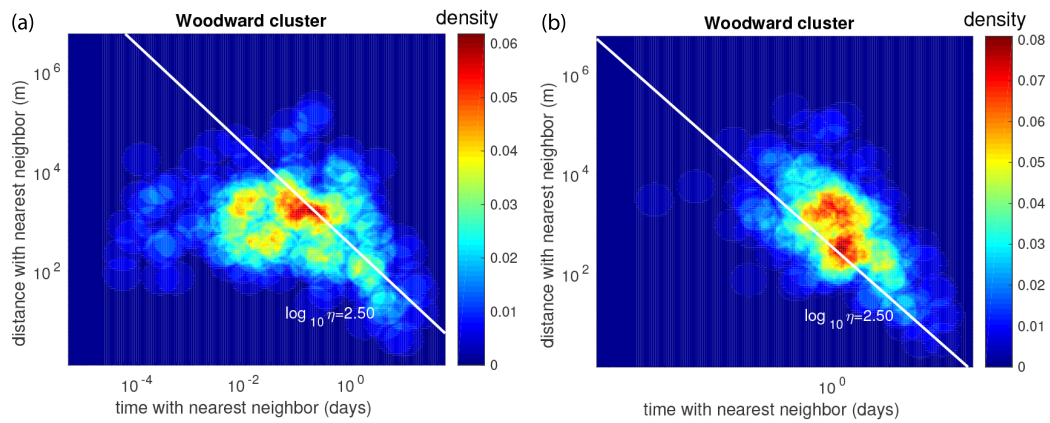 (a)
Woodward cluster
density
10^6
10^4
10^2
distance with nearest neighbor (m)
log_10 η=2.50
10^-4 10^-2 10^0
time with nearest neighbor (days)
0.06
0.05
0.04
0.03
0.02
0.01
0
(b)
Woodward cluster
density
10^6
10^4
10^2
distance with nearest neighbor (m)
log_10 η=2.50
10^0
time with nearest neighbor (days)
0.08
0.07
0.06
0.05
0.04
0.03
0.02
0.01
0